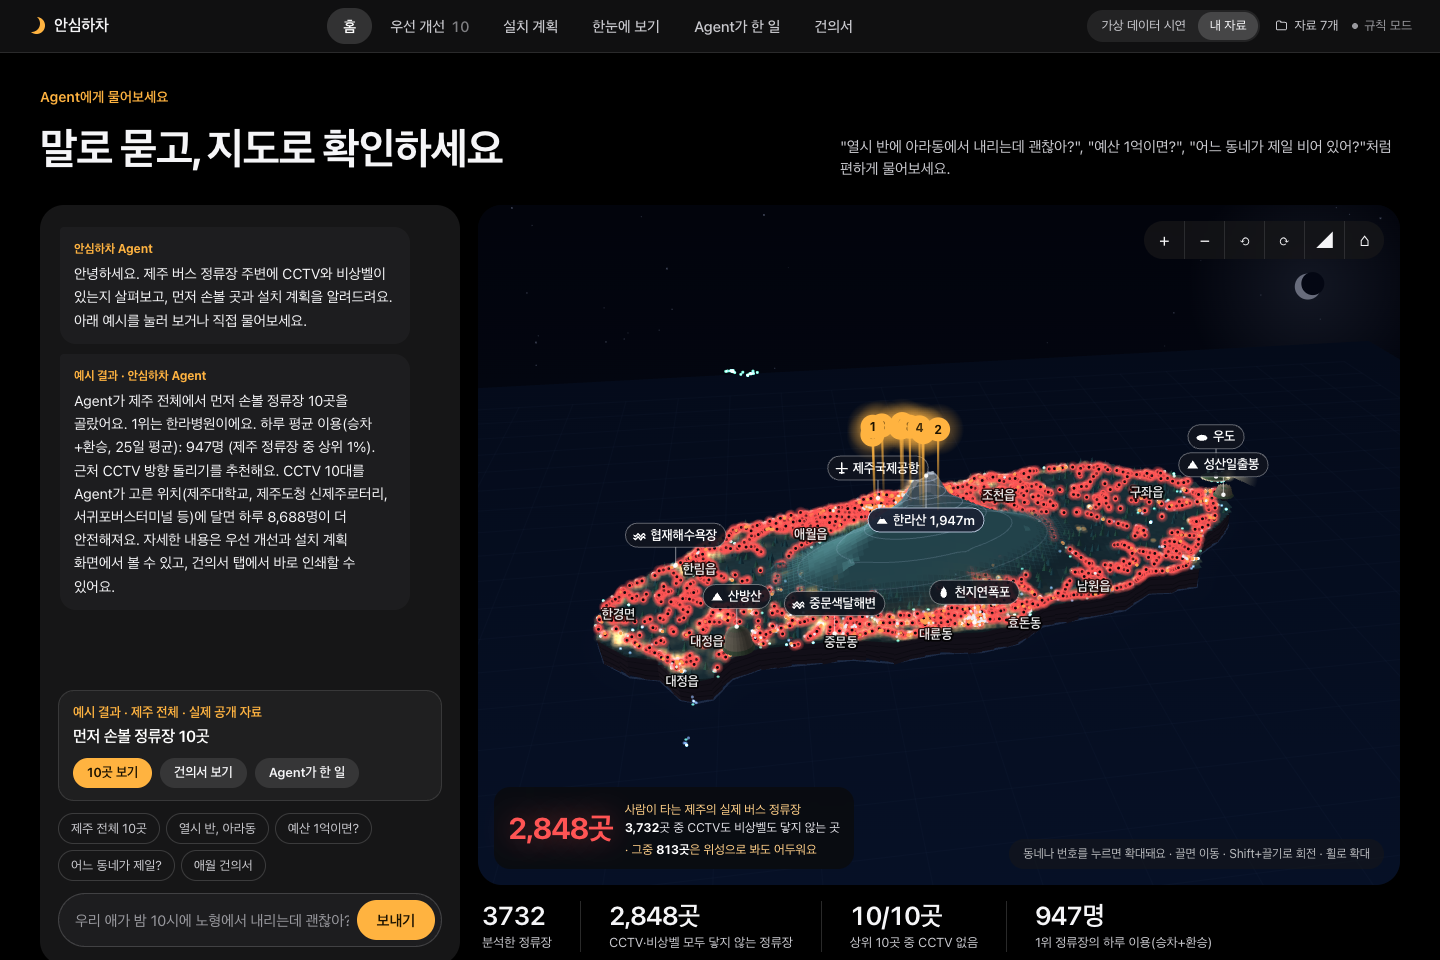 안심하차
홈
우선 개선 10
설치 계획
한눈에 보기
Agent가 한 일
건의서
가상 데이터 시연
내 자료
자료 7개
규칙 모드
Agent에게 물어보세요
말로 묻고, 지도로 확인하세요
"열시 반에 아라동에서 내리는데 괜찮아?", "예산 1억이면?", "어느 동네가 제일 비어 있어?"처럼
편하게 물어보세요.
안심하차 Agent
안녕하세요. 제주 버스 정류장 주변에 CCTV와 비상벨이
있는지 살펴보고, 먼저 손볼 곳과 설치 계획을 알려드려요.
아래 예시를 눌러 보거나 직접 물어보세요.
예시 결과 · 안심하차 Agent
Agent가 제주 전체에서 먼저 손볼 정류장 10곳을
골랐어요. 1위는 한라병원이에요. 하루 평균 이용(승차
+환승, 25일 평균): 947명 (제주 정류장 중 상위 1%).
근처 CCTV 방향 돌리기를 추천해요. CCTV 10대를
Agent가 고른 위치(제주대학교, 제주도청 신제주로터리,
서귀포버스터미널 등)에 달면 하루 8,688명이 더
안전해져요. 자세한 내용은 우선 개선과 설치 계획
화면에서 볼 수 있고, 건의서 탭에서 바로 인쇄할 수
있어요.
예시 결과 · 제주 전체 · 실제 공개 자료
먼저 손볼 정류장 10곳
10곳 보기
건의서 보기
Agent가 한 일
제주 전체 10곳
열시 반, 아라동
예산 1억이면?
어느 동네가 제일?
애월 건의서
우리 애가 밤 10시에 노형에서 내리는데 괜찮아?
보내기
1
4
2
우도
성산일출봉
제주국제공항
조천읍
구좌읍
한라산 1,947m
협재해수욕장
애월읍
한림읍
산방산
중문색달해변
천지연폭포
남원읍
한경면
대정읍
중문동
대륜동
효돈동
대정읍
2,848곳
사람이 타는 제주의 실제 버스 정류장
3,732곳 중 CCTV도 비상벨도 닿지 않는 곳
· 그중 813곳은 위성으로 봐도 어두워요
동네나 번호를 누르면 확대돼요 · 끌면 이동 · Shift+끌기로 회전 · 휠로 확대
3732
분석한 정류장
2,848곳
CCTV·비상벨 모두 닿지 않는 정류장
10/10곳
상위 10곳 중 CCTV 없음
947명
1위 정류장의 하루 이용(승차+환승)